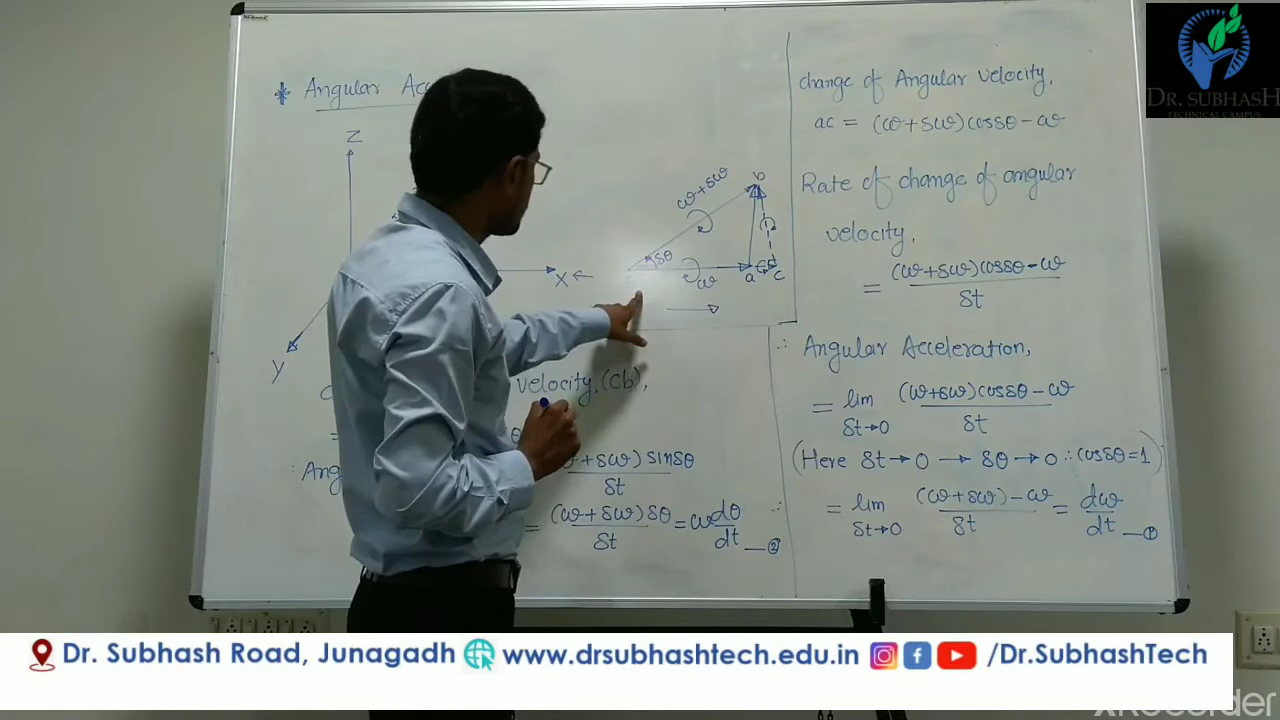 * Angular Acc
Z
X
Y
ω+δω
δθ
ω
a
b
c
velocity, (cb),
(ω+δω) sinδθ
δt
: Ang
= (ω+δω) δθ = ω dθ
δt dt —②
change of Angular velocity,
ac = (ω+δω)cosδθ-ω
Rate of change of angular
velocity,
= (ω+δω)cosδθ-ω
δt
∴ Angular Acceleration,
= lim (ω+δω)cosδθ-ω
δt→0 δt
(Here δt→0 → δθ→0 ∴ (cosδθ=1)
= lim (ω+δω)-ω = dω
δt→0 δt dt —①
DR. SUBHASH
TECHNICAL CAMPUS
Dr. Subhash Road, Junagadh www.drsubhashtech.edu.in /Dr.SubhashTech